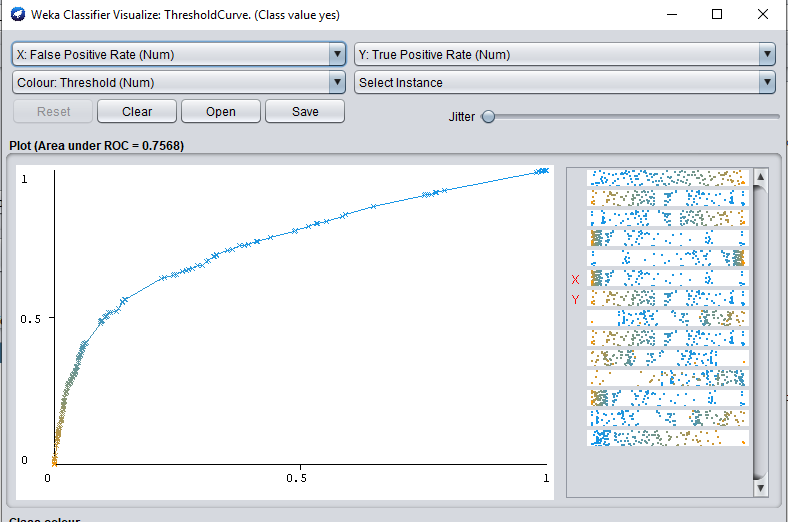 Weka Classifier Visualize: ThresholdCurve. (Class value yes)
X: False Positive Rate (Num) Y: True Positive Rate (Num)
Colour: Threshold (Num) Select Instance
Reset Clear Open Save Jitter
Plot (Area under ROC = 0.7568)
1
0.5
0
0 0.5 1
X
Y
Class colour